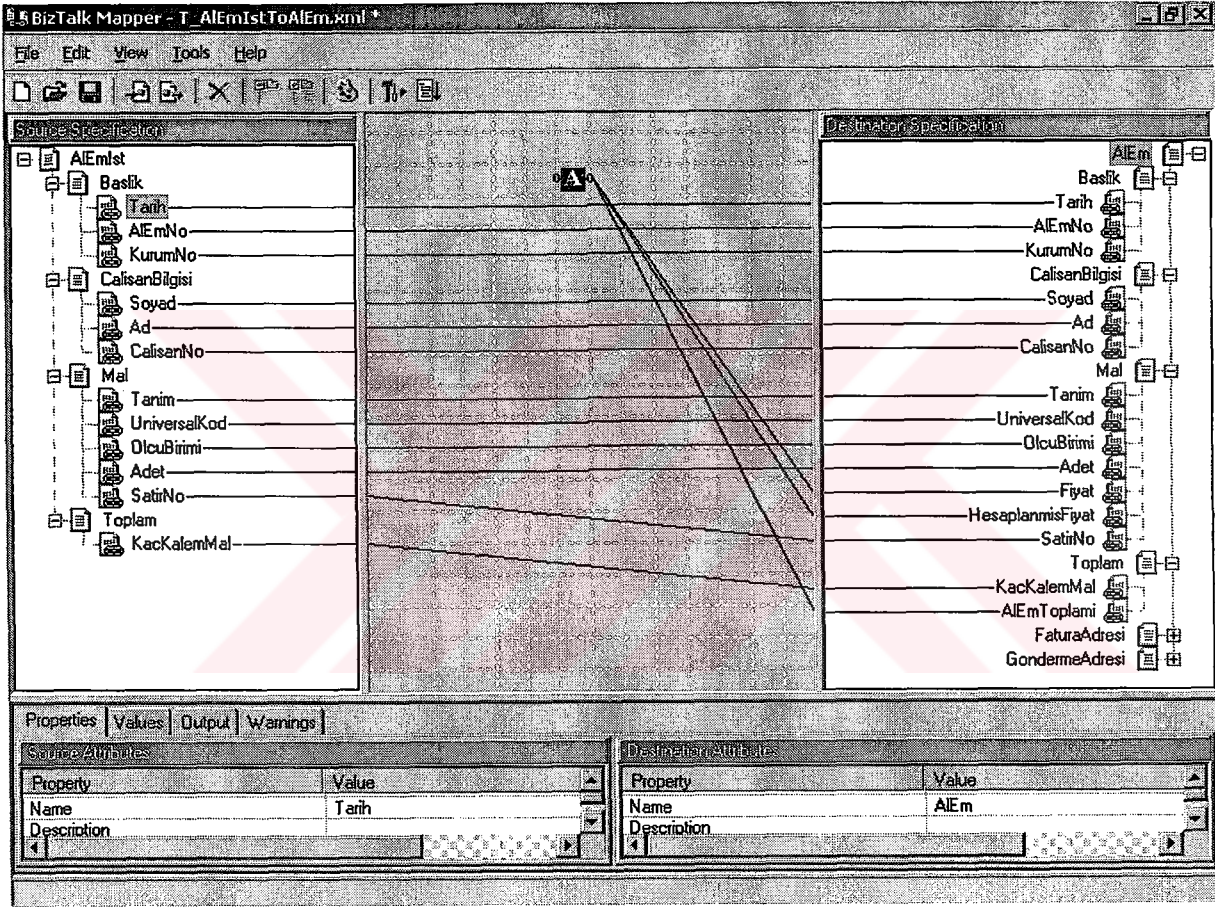 BizTalk Mapper - T_AlEmIstToAlEm.xml *
File Edit View Tools Help
Source Specification
AlEmIst
Baslik
Tarih
AlEmNo
KurumNo
CalisanBilgisi
Soyad
Ad
CalisanNo
Mal
Tanim
UniversalKod
OlcuBirimi
Adet
SatirNo
Toplam
KacKalemMal
Destination Specification
AlEm
Baslik
Tarih
AlEmNo
KurumNo
CalisanBilgisi
Soyad
Ad
CalisanNo
Mal
Tanim
UniversalKod
OlcuBirimi
Adet
Fiyat
HesaplanmisFiyat
SatirNo
Toplam
KacKalemMal
AlEmToplami
FaturaAdresi
GondermeAdresi
Properties Values Output Warnings
Source Attributes
Property Value
Name Tarih
Description
Destination Attributes
Property Value
Name AlEm
Description